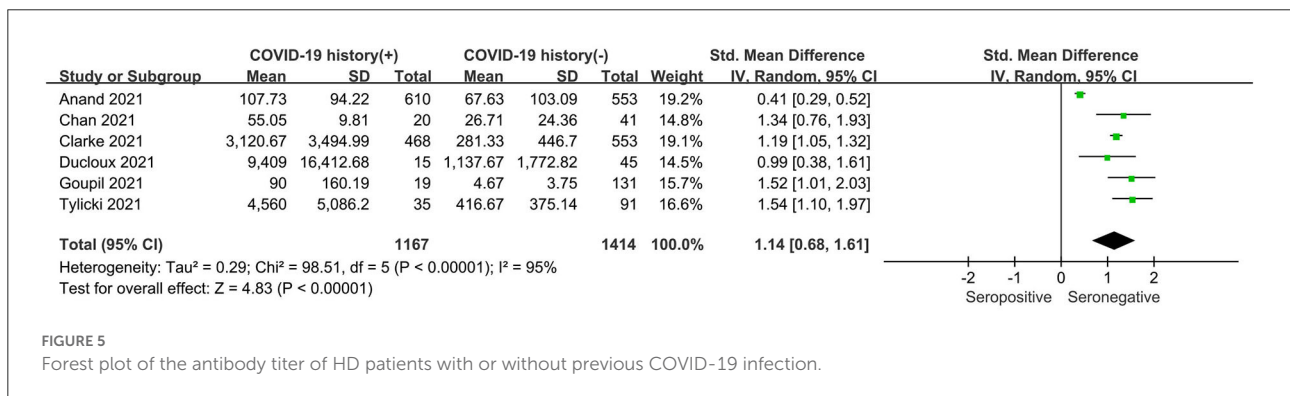 COVID-19 history(+) COVID-19 history(-) Std. Mean Difference Std. Mean Difference
Study or Subgroup Mean SD Total Mean SD Total Weight IV, Random, 95% CI IV, Random, 95% CI
Anand 2021 107.73 94.22 610 67.63 103.09 553 19.2% 0.41 [0.29, 0.52]
Chan 2021 55.05 9.81 20 26.71 24.36 41 14.8% 1.34 [0.76, 1.93]
Clarke 2021 3,120.67 3,494.99 468 281.33 446.7 553 19.1% 1.19 [1.05, 1.32]
Ducloux 2021 9,409 16,412.68 15 1,137.67 1,772.82 45 14.5% 0.99 [0.38, 1.61]
Goupil 2021 90 160.19 19 4.67 3.75 131 15.7% 1.52 [1.01, 2.03]
Tylicki 2021 4,560 5,086.2 35 416.67 375.14 91 16.6% 1.54 [1.10, 1.97]
Total (95% CI) 1167 1414 100.0% 1.14 [0.68, 1.61]
Heterogeneity: Tau² = 0.29; Chi² = 98.51, df = 5 (P < 0.00001); I² = 95%
Test for overall effect: Z = 4.83 (P < 0.00001)
-2 -1 0 1 2
Seropositive Seronegative
FIGURE 5
Forest plot of the antibody titer of HD patients with or without previous COVID-19 infection.